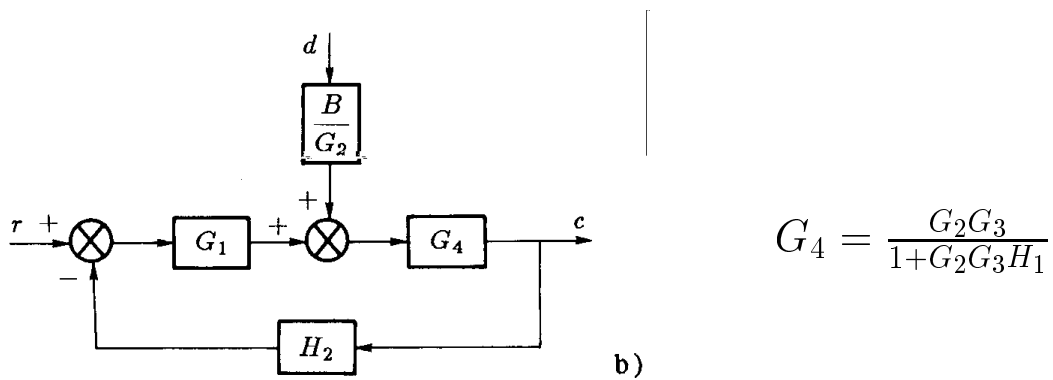 d
B
G₂
+
r + + c
G₁ G₄
−
H₂
b)
G₄ = G₂G₃
1+G₂G₃H₁